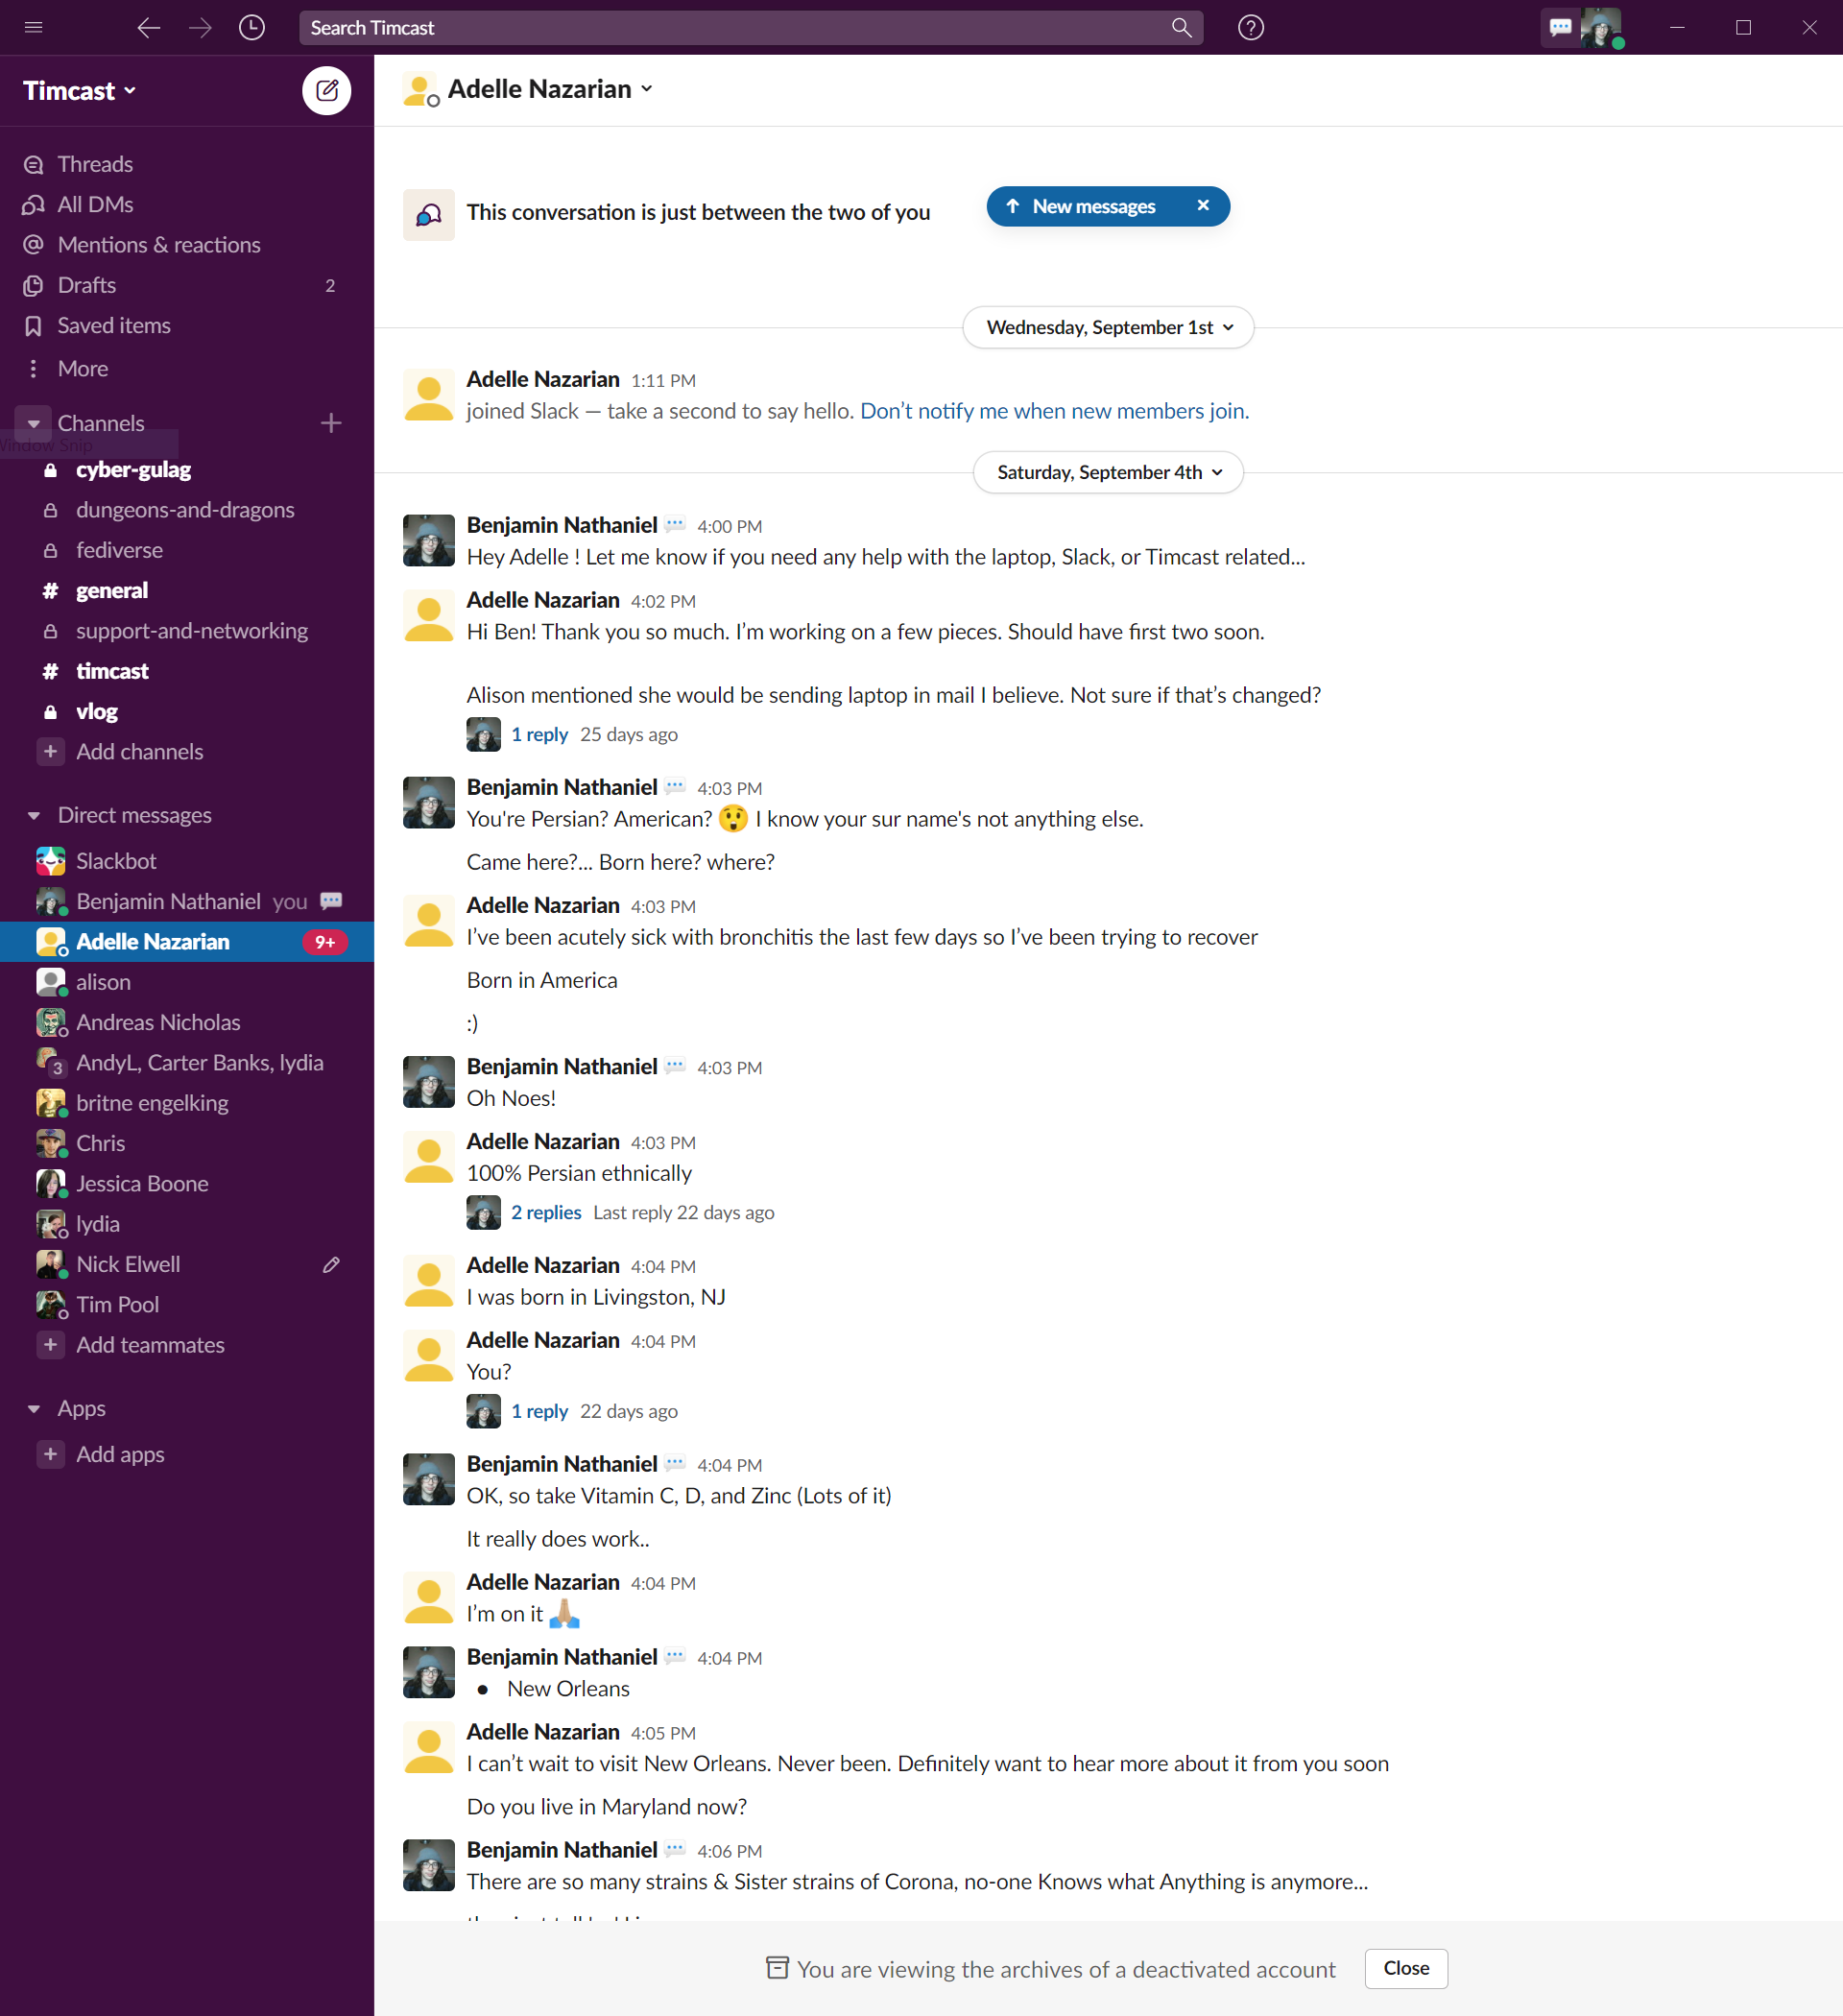 Search Timcast
Timcast
Threads
All DMs
Mentions & reactions
Drafts 2
Saved items
More
Channels
Window Snip
cyber-gulag
dungeons-and-dragons
fediverse
# general
support-and-networking
# timcast
vlog
+ Add channels
Direct messages
Slackbot
Benjamin Nathaniel you
Adelle Nazarian 9+
alison
Andreas Nicholas
3 AndyL, Carter Banks, lydia
britne engelking
Chris
Jessica Boone
lydia
Nick Elwell
Tim Pool
+ Add teammates
Apps
+ Add apps
Adelle Nazarian
This conversation is just between the two of you
New messages
Wednesday, September 1st
Adelle Nazarian 1:11 PM
joined Slack — take a second to say hello. Don’t notify me when new members join.
Saturday, September 4th
Benjamin Nathaniel 4:00 PM
Hey Adelle ! Let me know if you need any help with the laptop, Slack, or Timcast related...
Adelle Nazarian 4:02 PM
Hi Ben! Thank you so much. I’m working on a few pieces. Should have first two soon.
Alison mentioned she would be sending laptop in mail I believe. Not sure if that’s changed?
1 reply 25 days ago
Benjamin Nathaniel 4:03 PM
You're Persian? American? 😲 I know your sur name's not anything else.
Came here?... Born here? where?
Adelle Nazarian 4:03 PM
I’ve been acutely sick with bronchitis the last few days so I’ve been trying to recover
Born in America
:)
Benjamin Nathaniel 4:03 PM
Oh Noes!
Adelle Nazarian 4:03 PM
100% Persian ethnically
2 replies Last reply 22 days ago
Adelle Nazarian 4:04 PM
I was born in Livingston, NJ
Adelle Nazarian 4:04 PM
You?
1 reply 22 days ago
Benjamin Nathaniel 4:04 PM
OK, so take Vitamin C, D, and Zinc (Lots of it)
It really does work..
Adelle Nazarian 4:04 PM
I’m on it 🙏🏼
Benjamin Nathaniel 4:04 PM
• New Orleans
Adelle Nazarian 4:05 PM
I can’t wait to visit New Orleans. Never been. Definitely want to hear more about it from you soon
Do you live in Maryland now?
Benjamin Nathaniel 4:06 PM
There are so many strains & Sister strains of Corona, no-one Knows what Anything is anymore...
You are viewing the archives of a deactivated account
Close